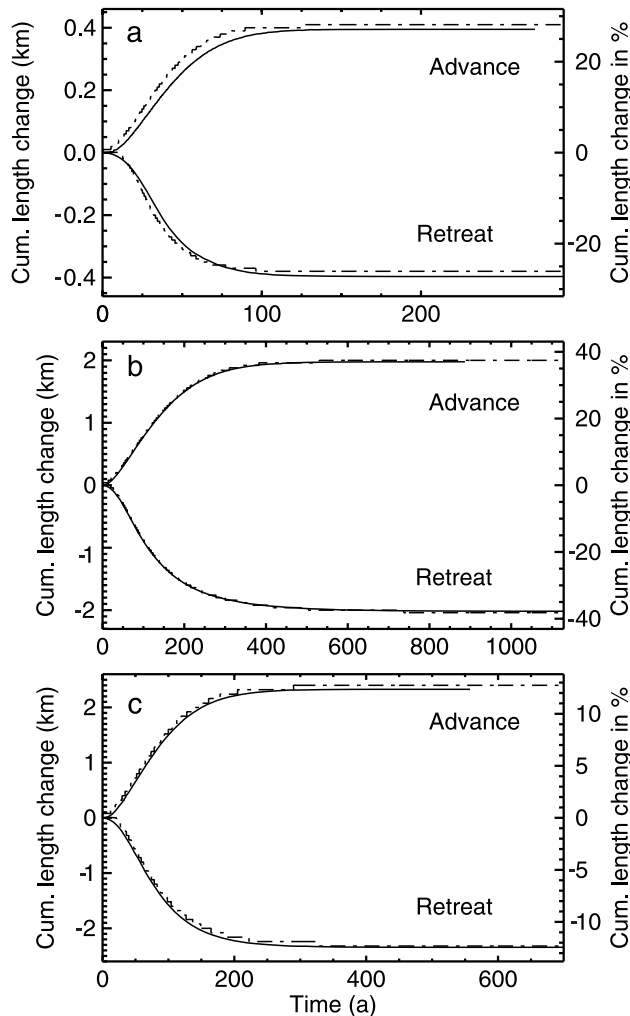 a
Advance
Retreat
Cum. length change (km)
0.4
0.2
0.0
-0.2
-0.4
Cum. length change in %
20
0
-20
0
100
200
b
Advance
Retreat
Cum. length change (km)
2
1
0
-1
-2
Cum. length change in %
40
20
0
-20
-40
0
200
400
600
800
1000
c
Advance
Retreat
Cum. length change (km)
2
1
0
-1
-2
Cum. length change in %
10
5
0
-5
-10
0
200
400
600
Time (a)